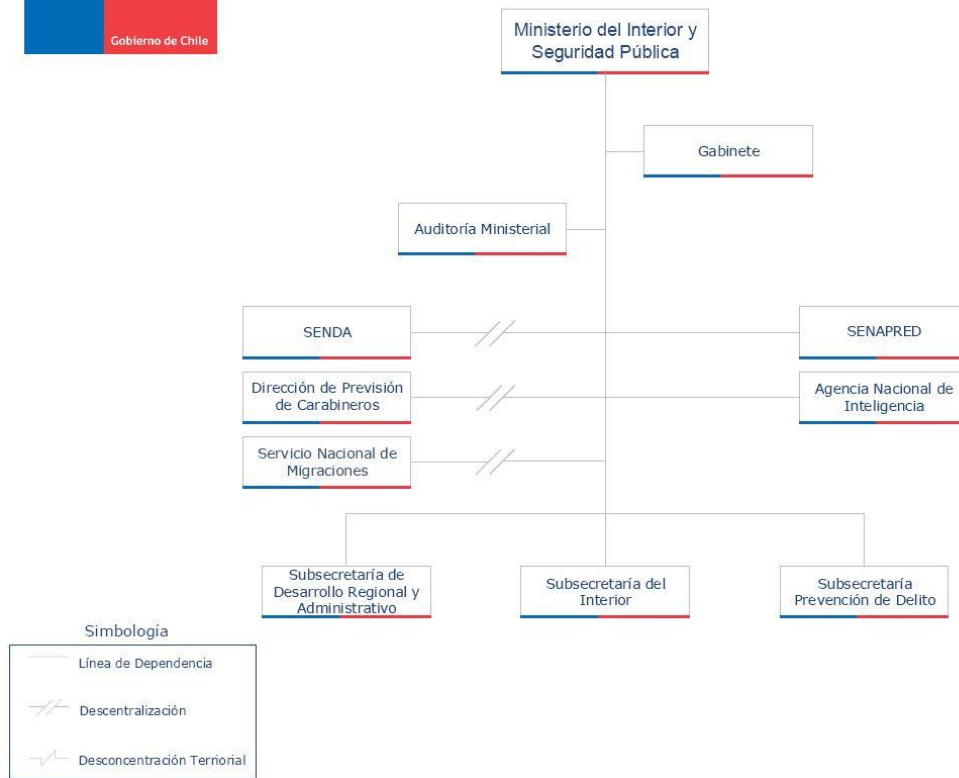 Gobierno de Chile
Ministerio del Interior y
Seguridad Pública
Gabinete
Auditoría Ministerial
SENDA
SENAPRED
Dirección de Previsión
de Carabineros
Agencia Nacional de
Inteligencia
Servicio Nacional de
Migraciones
Subsecretaría de
Desarrollo Regional y
Administrativo
Subsecretaría del
Interior
Subsecretaría
Prevención de Delito
Simbología
Línea de Dependencia
Descentralización
Desconcentración Terriorial